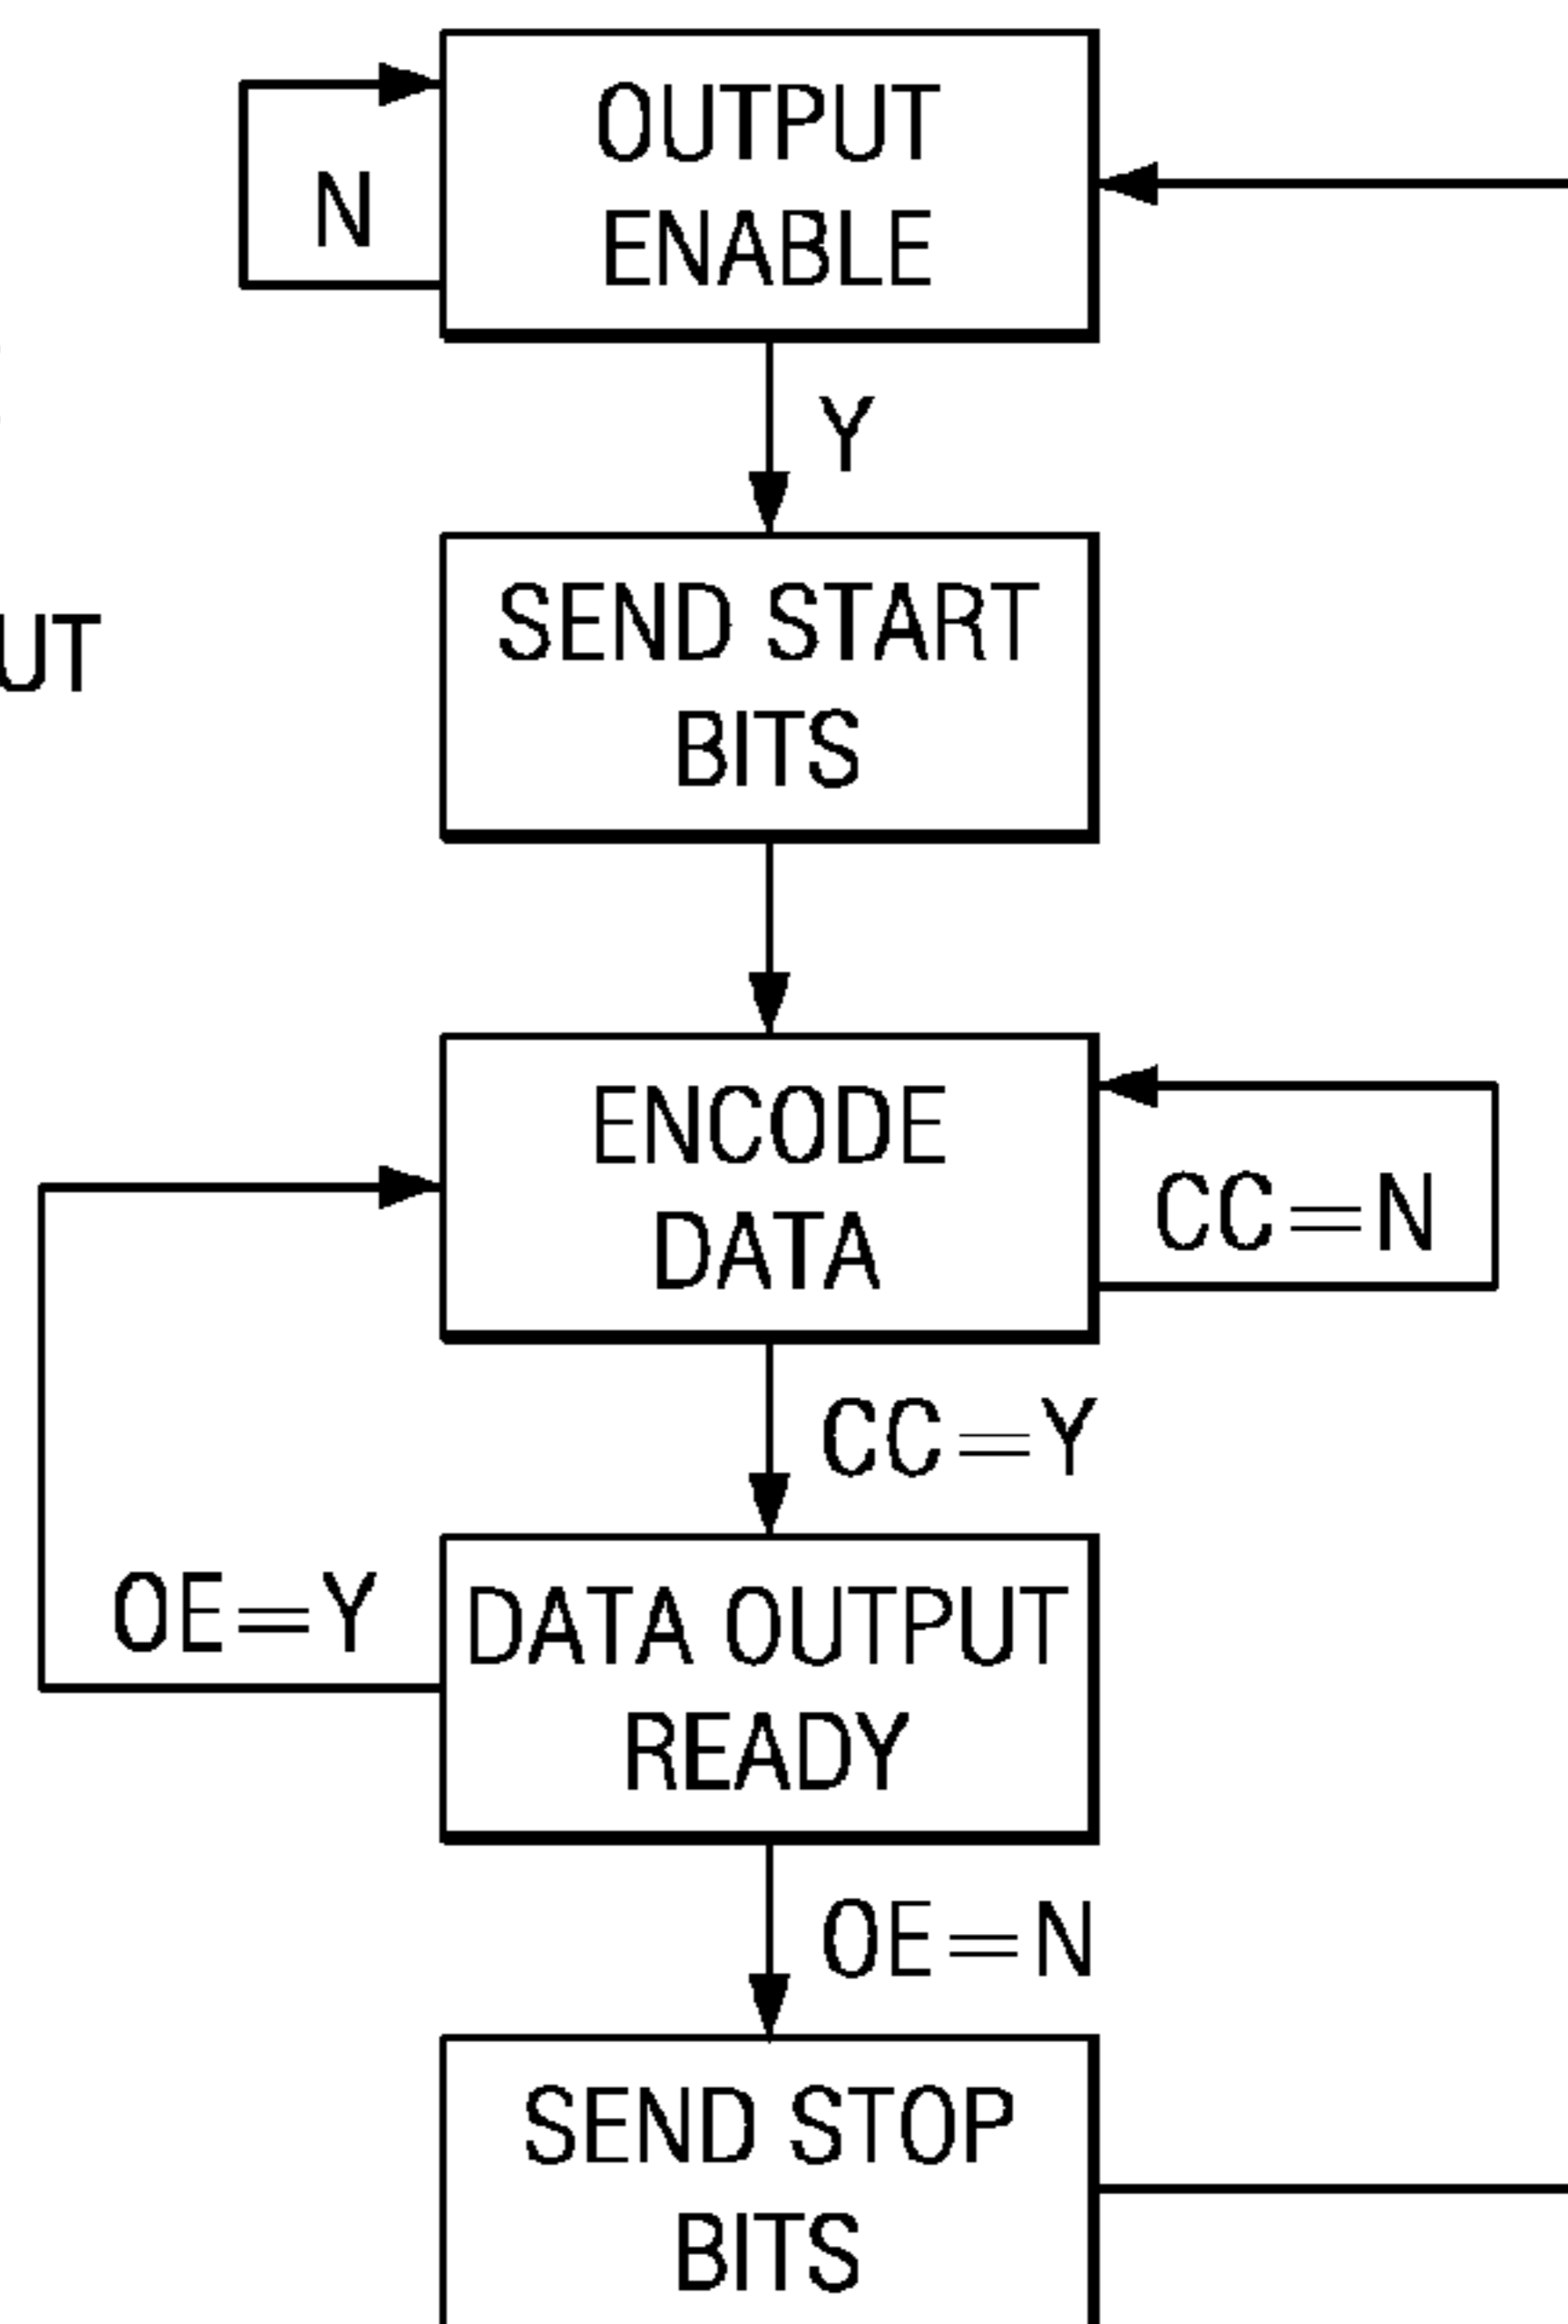 OUTPUT
ENABLE
N
Y
SEND START
BITS
UT
ENCODE
DATA
CC=N
CC=Y
OE=Y
DATA OUTPUT
READY
OE=N
SEND STOP
BITS